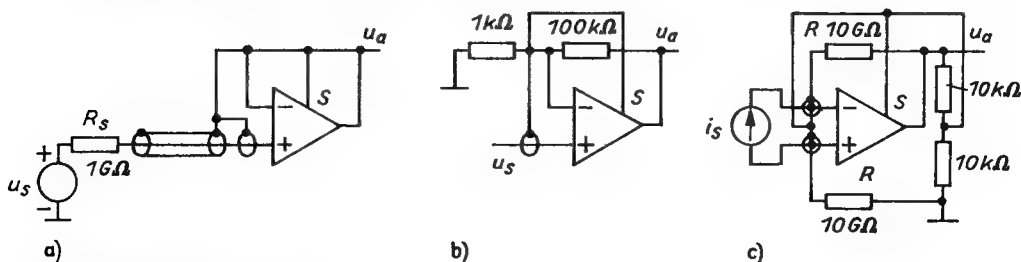 1kΩ
100kΩ
u_a
S
u_s
R_s
1GΩ
+
u_s
−
−
+
S
u_a
−
+
R
10GΩ
u_a
S
10kΩ
i_s
−
+
10kΩ
R
10GΩ
a)
b)
c)